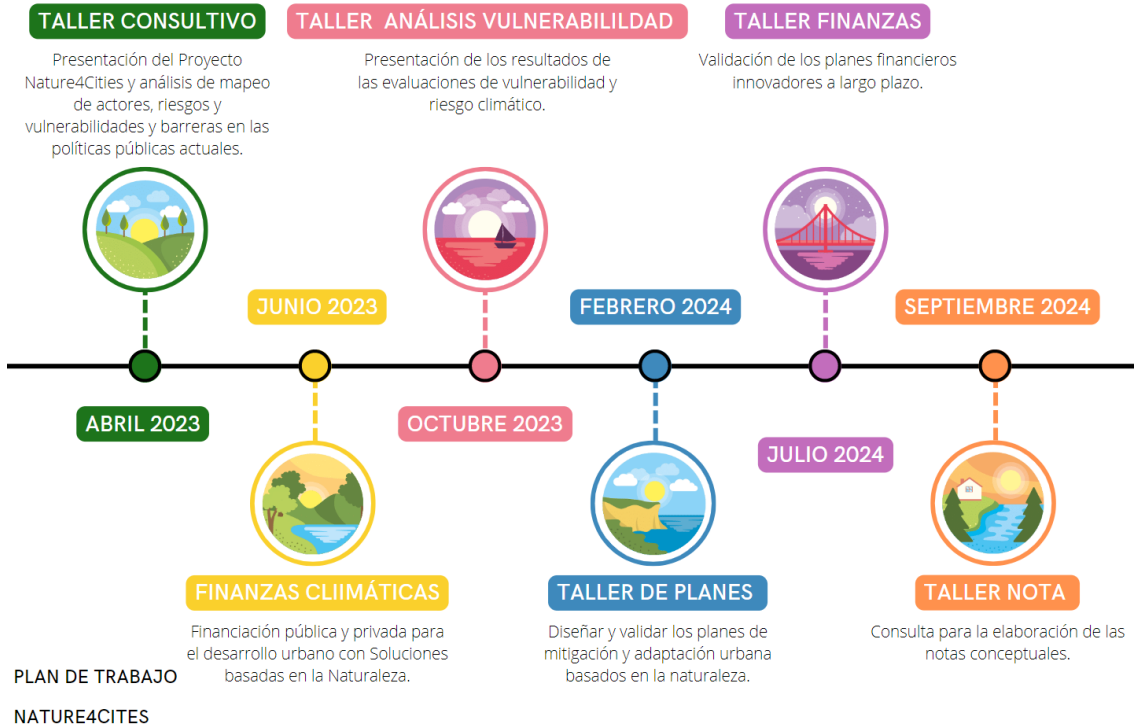 TALLER CONSULTIVO
Presentación del Proyecto
Nature4Cities y análisis de mapeo
de actores, riesgos y
vulnerabilidades y barreras en las
políticas públicas actuales.
TALLER ANÁLISIS VULNERABILILDAD
Presentación de los resultados de
las evaluaciones de vulnerabilidad y
riesgo climático.
TALLER FINANZAS
Validación de los planes financieros
innovadores a largo plazo.
JUNIO 2023
FEBRERO 2024
SEPTIEMBRE 2024
ABRIL 2023
OCTUBRE 2023
JULIO 2024
FINANZAS CLIIMÁTICAS
Financiación pública y privada para
el desarrollo urbano con Soluciones
basadas en la Naturaleza.
TALLER DE PLANES
Diseñar y validar los planes de
mitigación y adaptación urbana
basados en la naturaleza.
TALLER NOTA
Consulta para la elaboración de las
notas conceptuales.
PLAN DE TRABAJO
NATURE4CITES